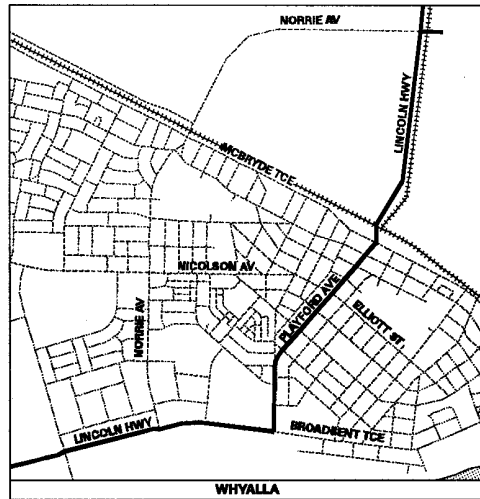 NORRIE AV
LINCOLN HWY
MCBRYDE TCE
NICOLSON AV
PLAYFORD AVE
ELLIOTT ST
NORRIE AV
LINCOLN HWY
BROADBENT TCE
WHYALLA